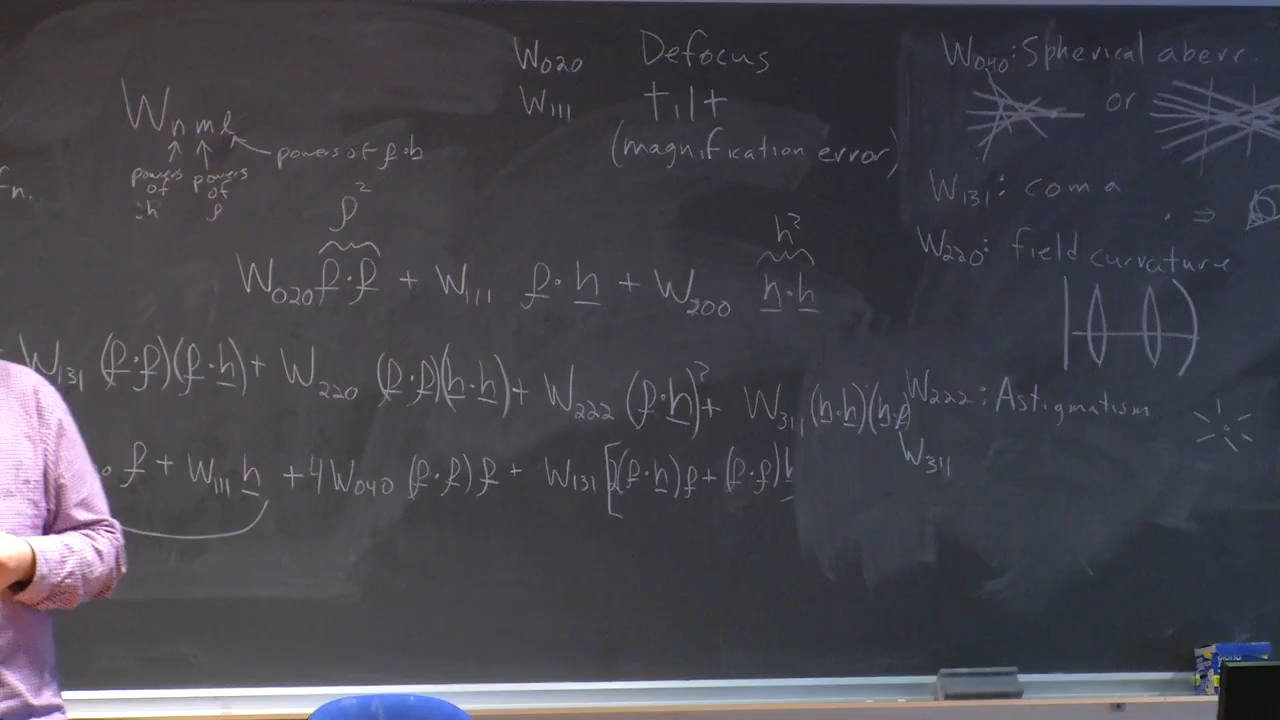 W₀₂₀ Defocus
W₁₁₁ tilt
(magnification error)
W₀₄₀: Spherical aberr.
or
W₁₃₁: coma
⇒
W₂₂₀: field curvature
W₂₂₂: Astigmatism
W₃₁₁
W n m l
powers of ρ·h
powers of h
powers of ρ
fn.
ρ²
h²
W₀₂₀ ρ·ρ + W₁₁₁ ρ·h + W₂₀₀ h·h
W₁₃₁ (ρ·ρ)(ρ·h) + W₂₂₀ (ρ·ρ)(h·h) + W₂₂₂ (ρ·h)² + W₃₁₁ (h·h)(h·ρ)
ρ + W₁₁₁ h + 4W₀₄₀ (ρ·ρ)ρ + W₁₃₁ [2(ρ·h)ρ + (ρ·ρ)h